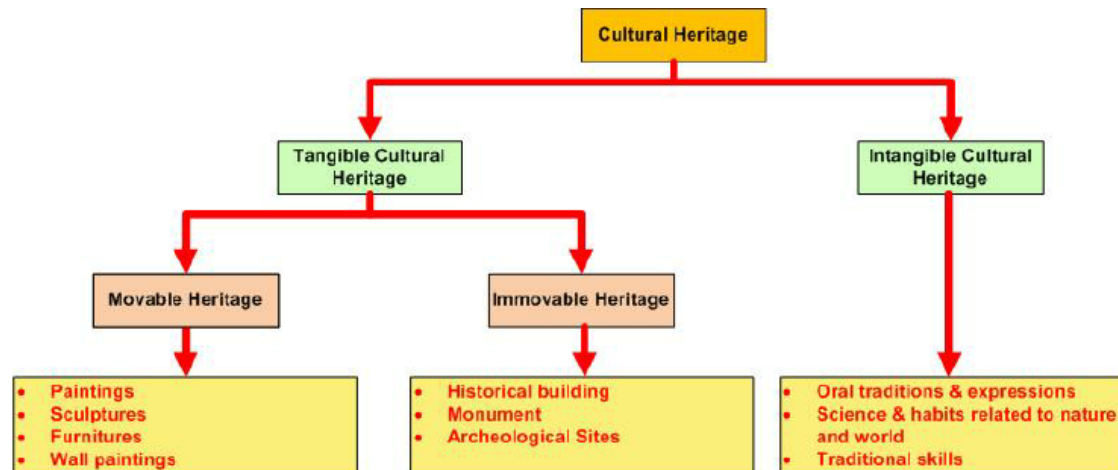 Cultural Heritage
Tangible Cultural
Heritage
Intangible Cultural
Heritage
Movable Heritage
Immovable Heritage
• Paintings
• Sculptures
• Furnitures
• Wall paintings
• Historical building
• Monument
• Archeological Sites
• Oral traditions & expressions
• Science & habits related to nature
and world
• Traditional skills